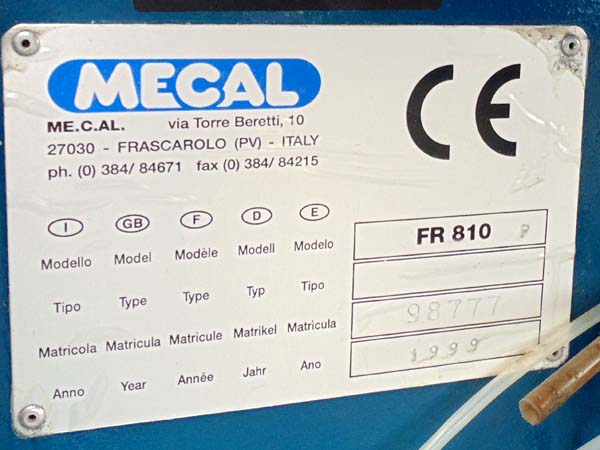 MECAL
CE
ME.C.AL. via Torre Beretti, 10
27030 - FRASCAROLO (PV) - ITALY
ph. (0) 384/ 84671 fax (0) 384/ 84215
I GB F D E
Modello Model Modèle Modell Modelo FR 810 P
Tipo Type Type Typ Tipo
Matricola Matricula Matricule Matrikel Matrícula 98777
Anno Year Année Jahr Ano 1999